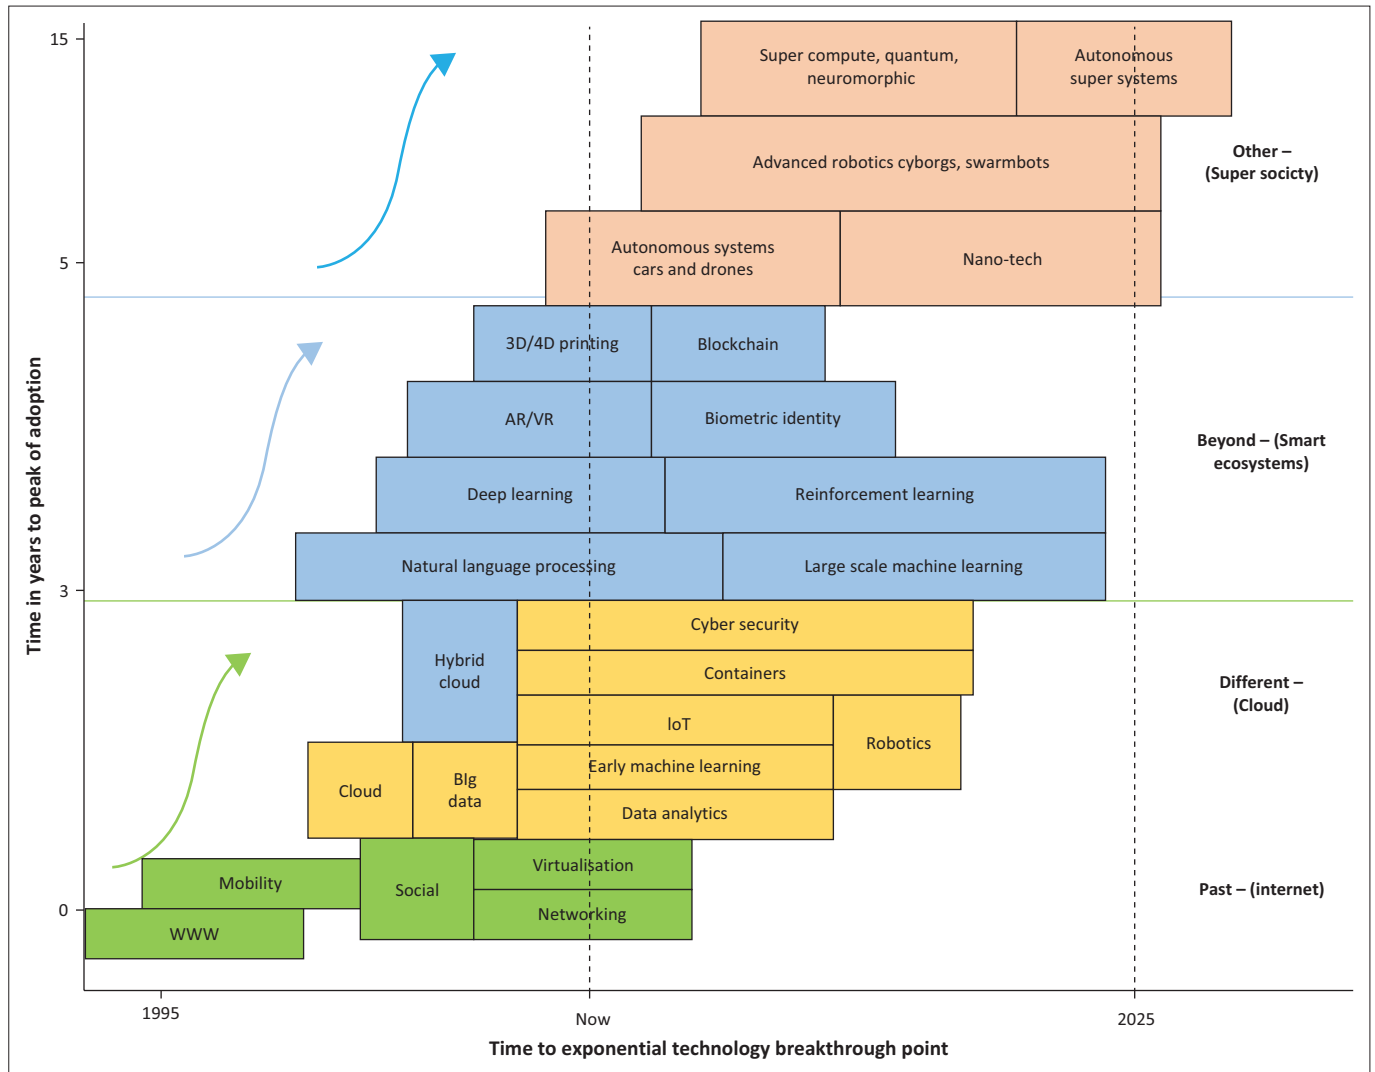 15
Super compute, quantum,
neuromorphic
Autonomous
super systems
Advanced robotics cyborgs, swarmbots
Other –
(Super socicty)
Autonomous systems
cars and drones
Nano-tech
5
3D/4D printing
Blockchain
AR/VR
Biometric identity
Beyond – (Smart
ecosystems)
Deep learning
Reinforcement learning
Natural language processing
Large scale machine learning
3
Time in years to peak of adoption
Hybrid
cloud
Cyber security
Containers
Different –
(Cloud)
IoT
Robotics
Early machine learning
Cloud
BIg
data
Data analytics
Virtualisation
Mobility
Social
Past – (internet)
Networking
0
WWW
1995
Now
2025
Time to exponential technology breakthrough point